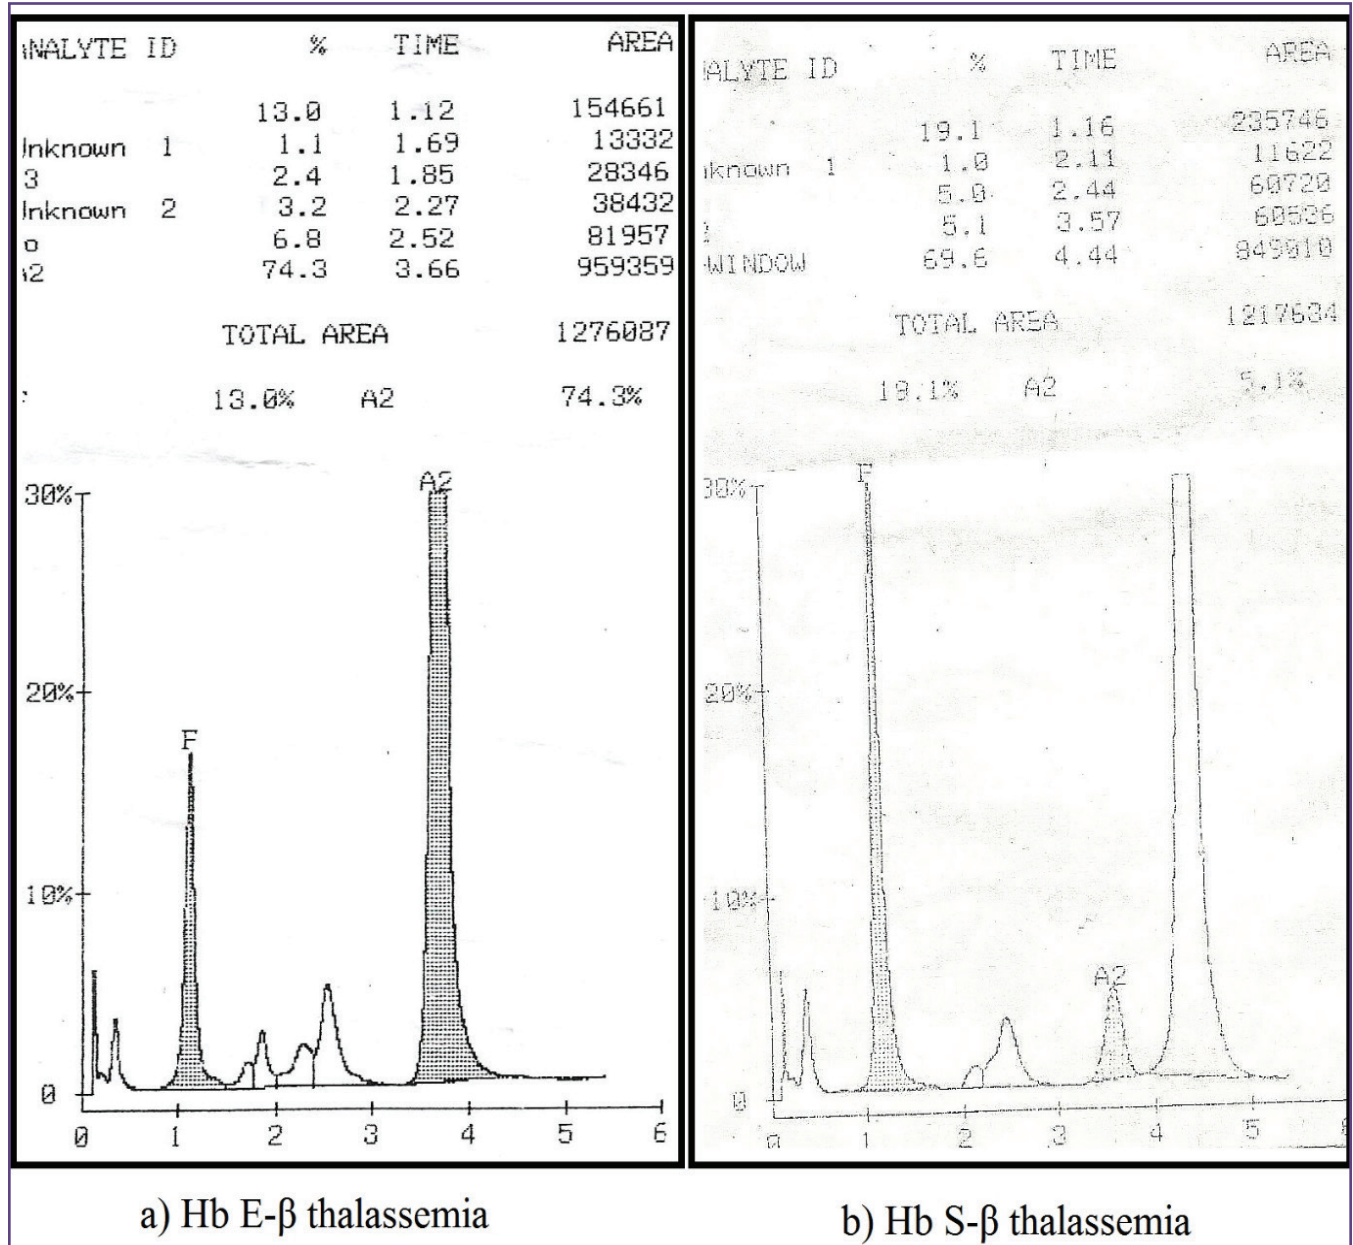 ANALYTE ID % TIME AREA
13.0 1.12 154661
Unknown 1 1.1 1.69 13332
3 2.4 1.85 28346
Unknown 2 3.2 2.27 38432
o 6.8 2.52 81957
A2 74.3 3.66 959359
TOTAL AREA 1276087
13.0% A2 74.3%
A2
30%
20%
F
10%
0
0 1 2 3 4 5 6
a) Hb E-β thalassemia
ALYTE ID % TIME AREA
19.1 1.16 235746
nknown 1 1.0 2.11 11622
5.0 2.44 60720
5.1 3.57 60536
WINDOW 69.6 4.44 849010
TOTAL AREA 1217634
19.1% A2 5.1%
F
30%
20%
10%
A2
0
0 1 2 3 4 5
b) Hb S-β thalassemia